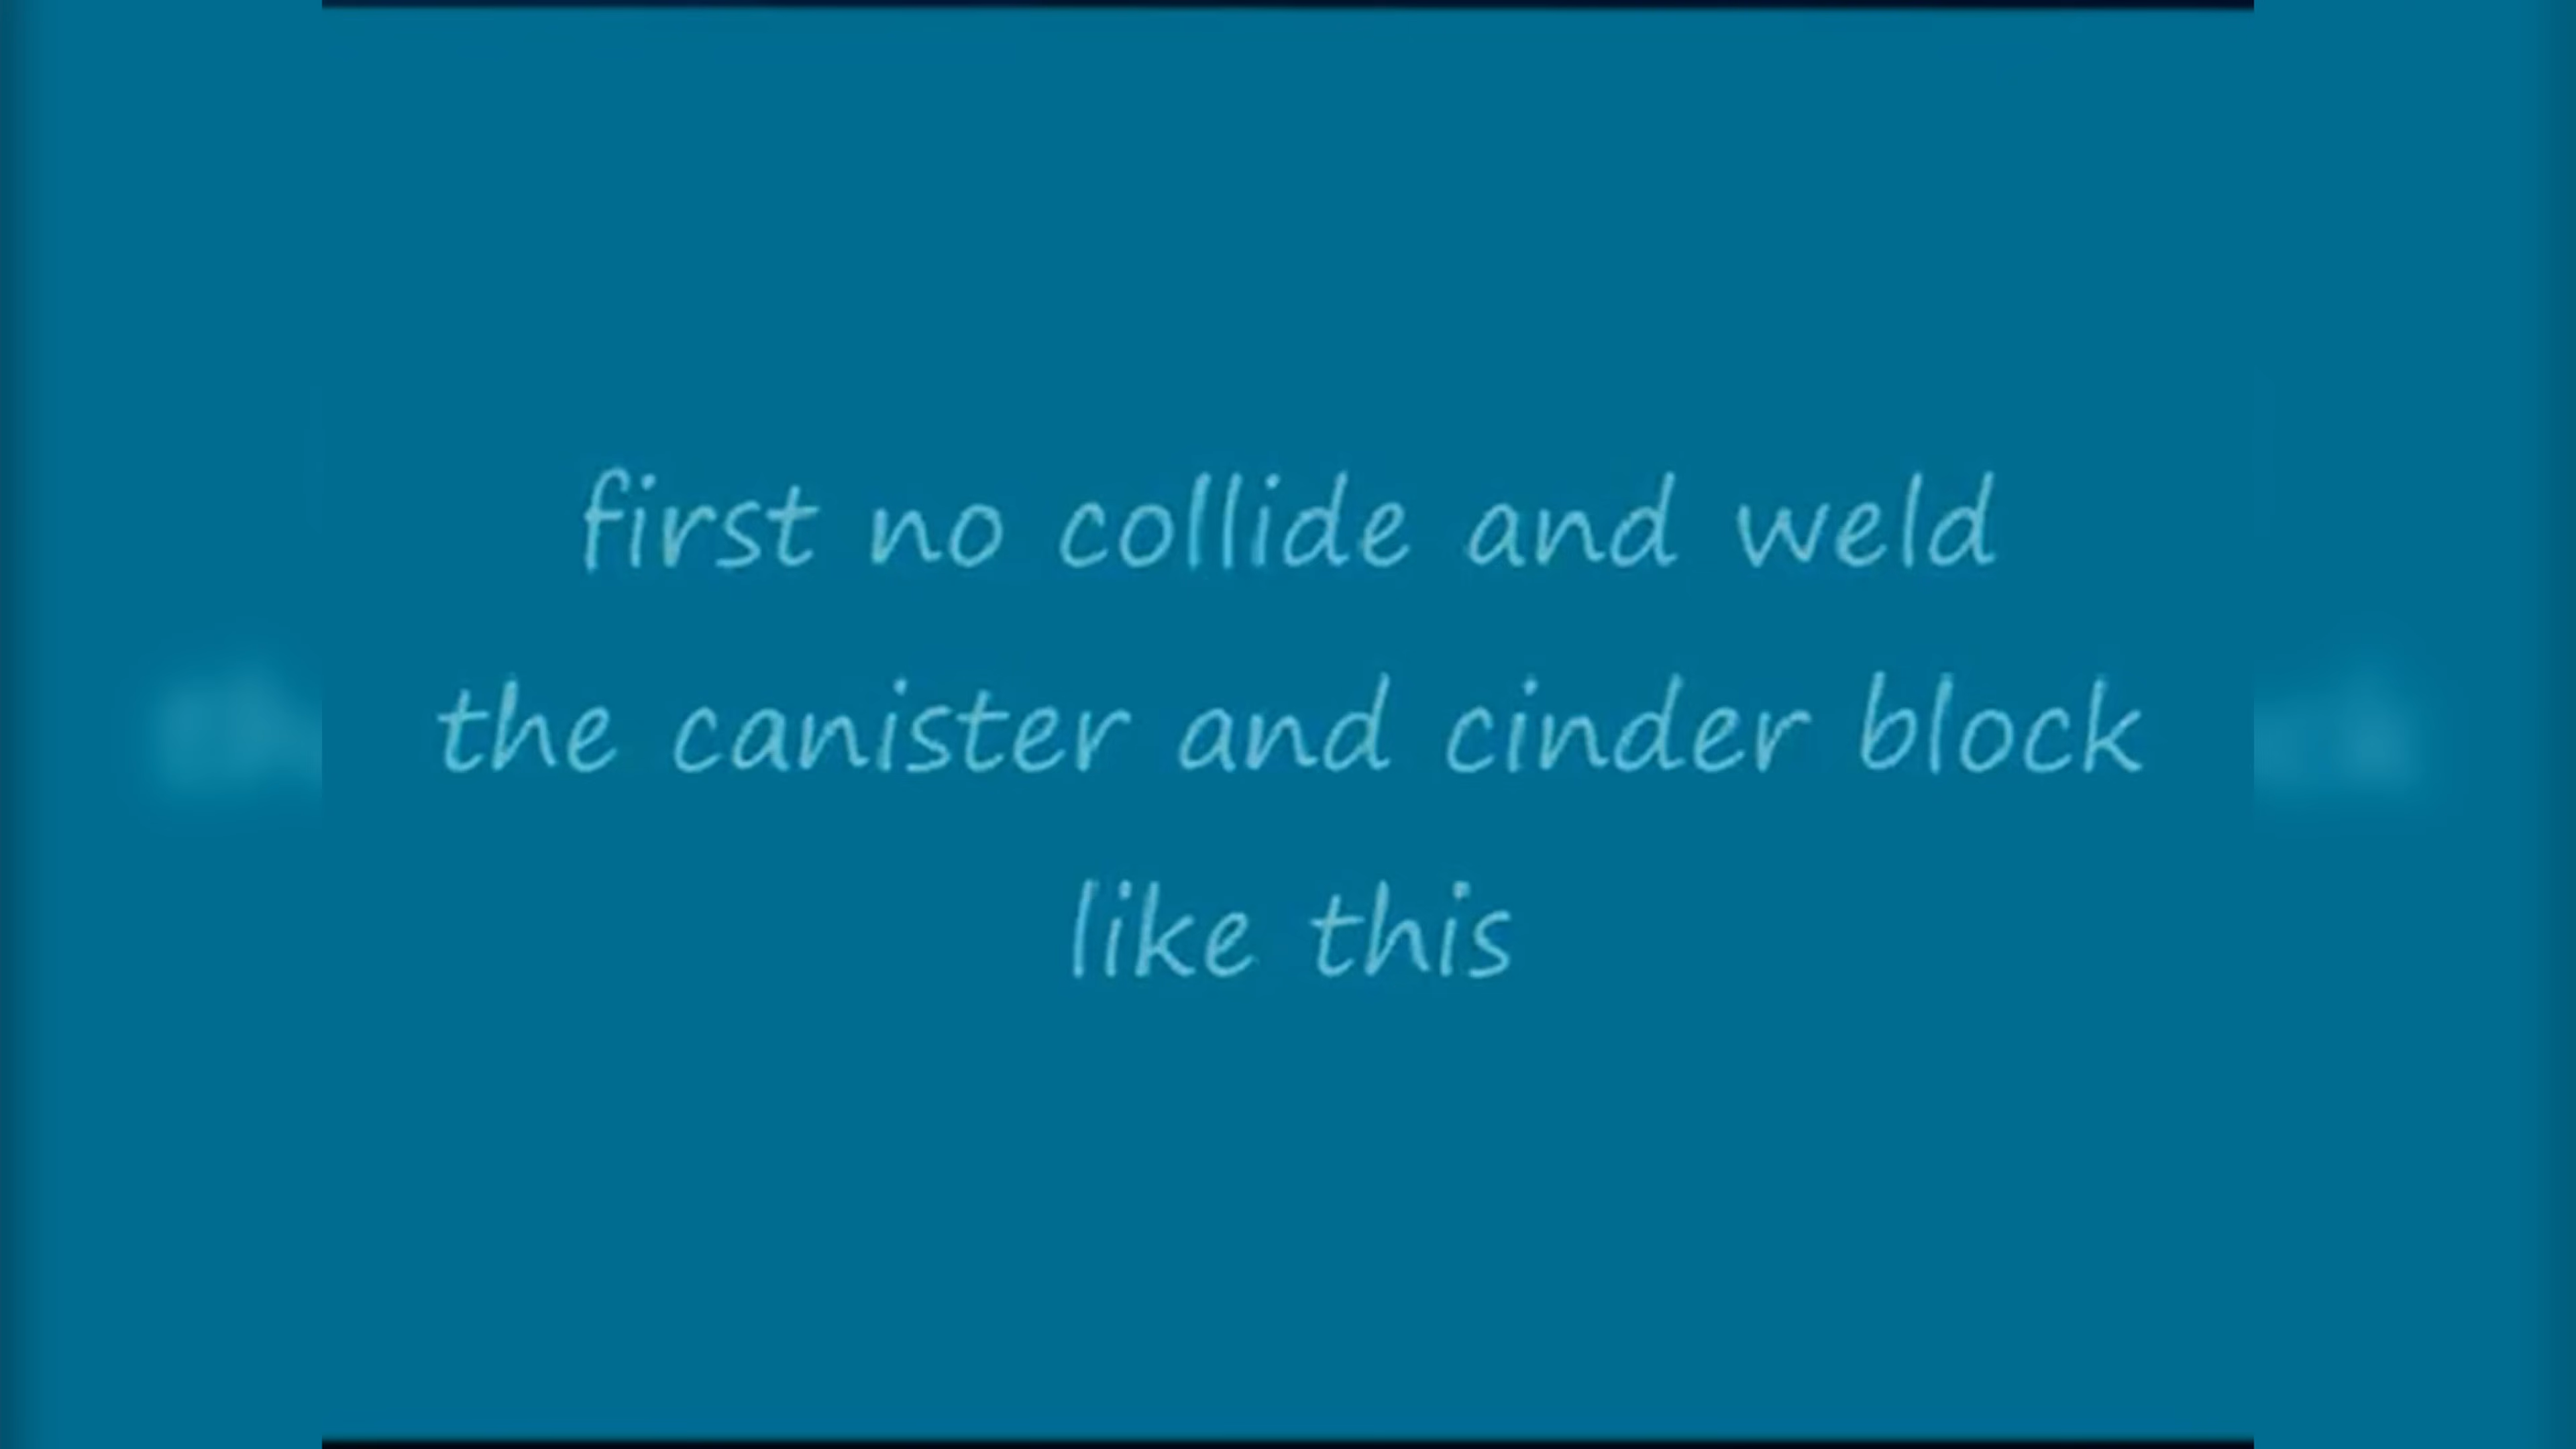 first no collide and weld
the canister and cinder block
like this